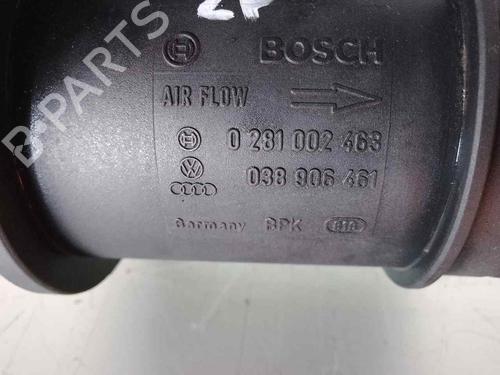 BOSCH
AIR FLOW
0 281 002 463
038 906 461
Germany BPK
B-PARTS